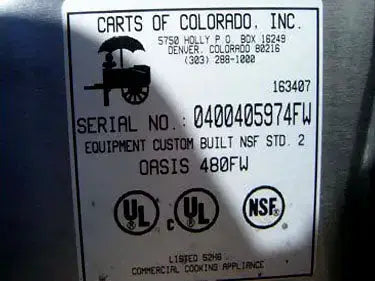 CARTS OF COLORADO, INC.
5750 HOLLY P.O. BOX 16249
DENVER, COLORADO 80216
(303) 288-1000
163407
SERIAL NO.: 0400405974FW
EQUIPMENT CUSTOM BUILT NSF STD. 2
OASIS 480FW
UL c UL NSF
LISTED 52H6
COMMERCIAL COOKING APPLIANCE